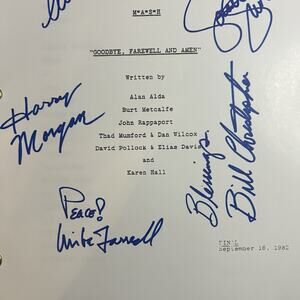 M*A*S*H
"GOODBYE, FAREWELL AND AMEN"
Written by
Alan Alda
Burt Metcalfe
John Rappaport
Thad Mumford & Dan Wilcox
David Pollock & Elias Davis
and
Karen Hall
Harry
Morgan
Blessings.
Bill Christopher
Peace!
Mike Farrell
FINAL
September 16, 1982